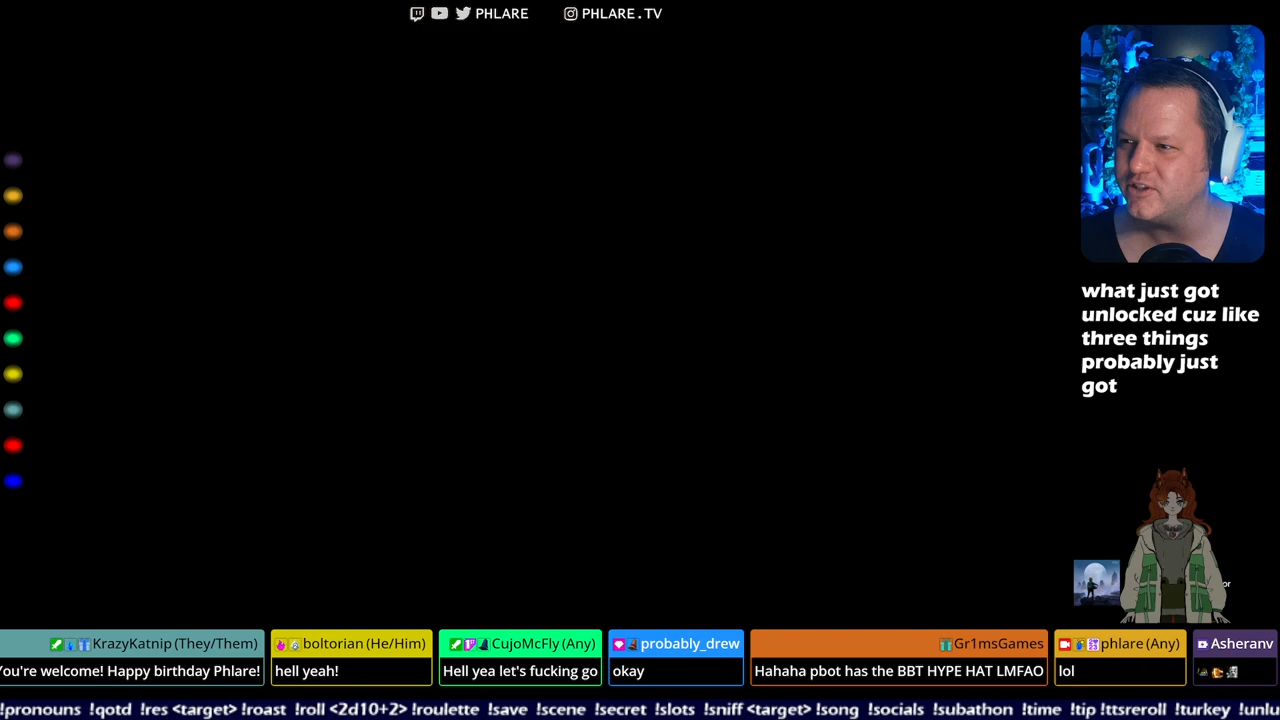 PHLARE PHLARE.TV
what just got
unlocked cuz like
three things
probably just
got
or
KrazyKatnip (They/Them)
You're welcome! Happy birthday Phlare!
boltorian (He/Him)
hell yeah!
CujoMcFly (Any)
Hell yea let's fucking go
probably_drew
okay
Gr1msGames
Hahaha pbot has the BBT HYPE HAT LMFAO
phlare (Any)
lol
Asheranv
!pronouns !qotd !res <target> !roast !roll <2d10+2> !roulette !save !scene !secret !slots !sniff <target> !song !socials !subathon !time !tip !ttsreroll !turkey !unlu